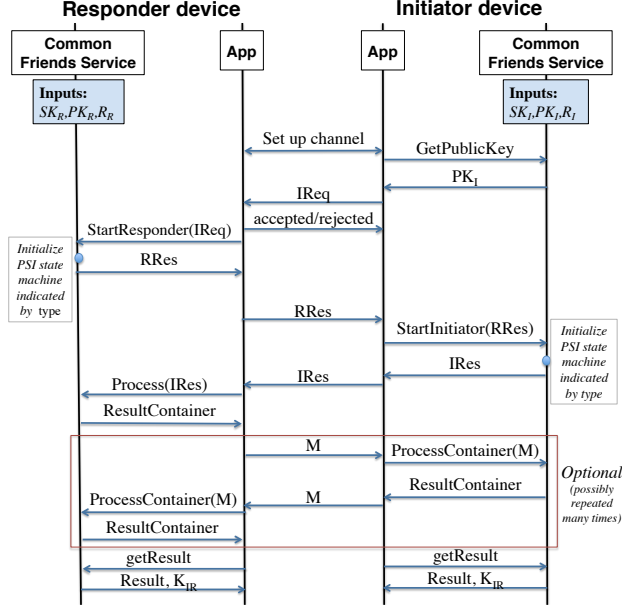 Responder device
Initiator device
Common
Friends Service
App
App
Common
Friends Service
Inputs:
SKR,PKR,RR
Inputs:
SKI,PKI,RI
Set up channel
GetPublicKey
PKI
IReq
accepted/rejected
StartResponder(IReq)
Initialize
PSI state
machine
indicated
by type
RRes
RRes
StartInitiator(RRes)
Initialize
PSI state
machine
indicated
by type
IRes
IRes
Process(IRes)
ResultContainer
M
ProcessContainer(M)
Optional
(possibly
repeated
many times)
ResultContainer
M
ProcessContainer(M)
ResultContainer
getResult
getResult
Result, KIR
Result, KIR